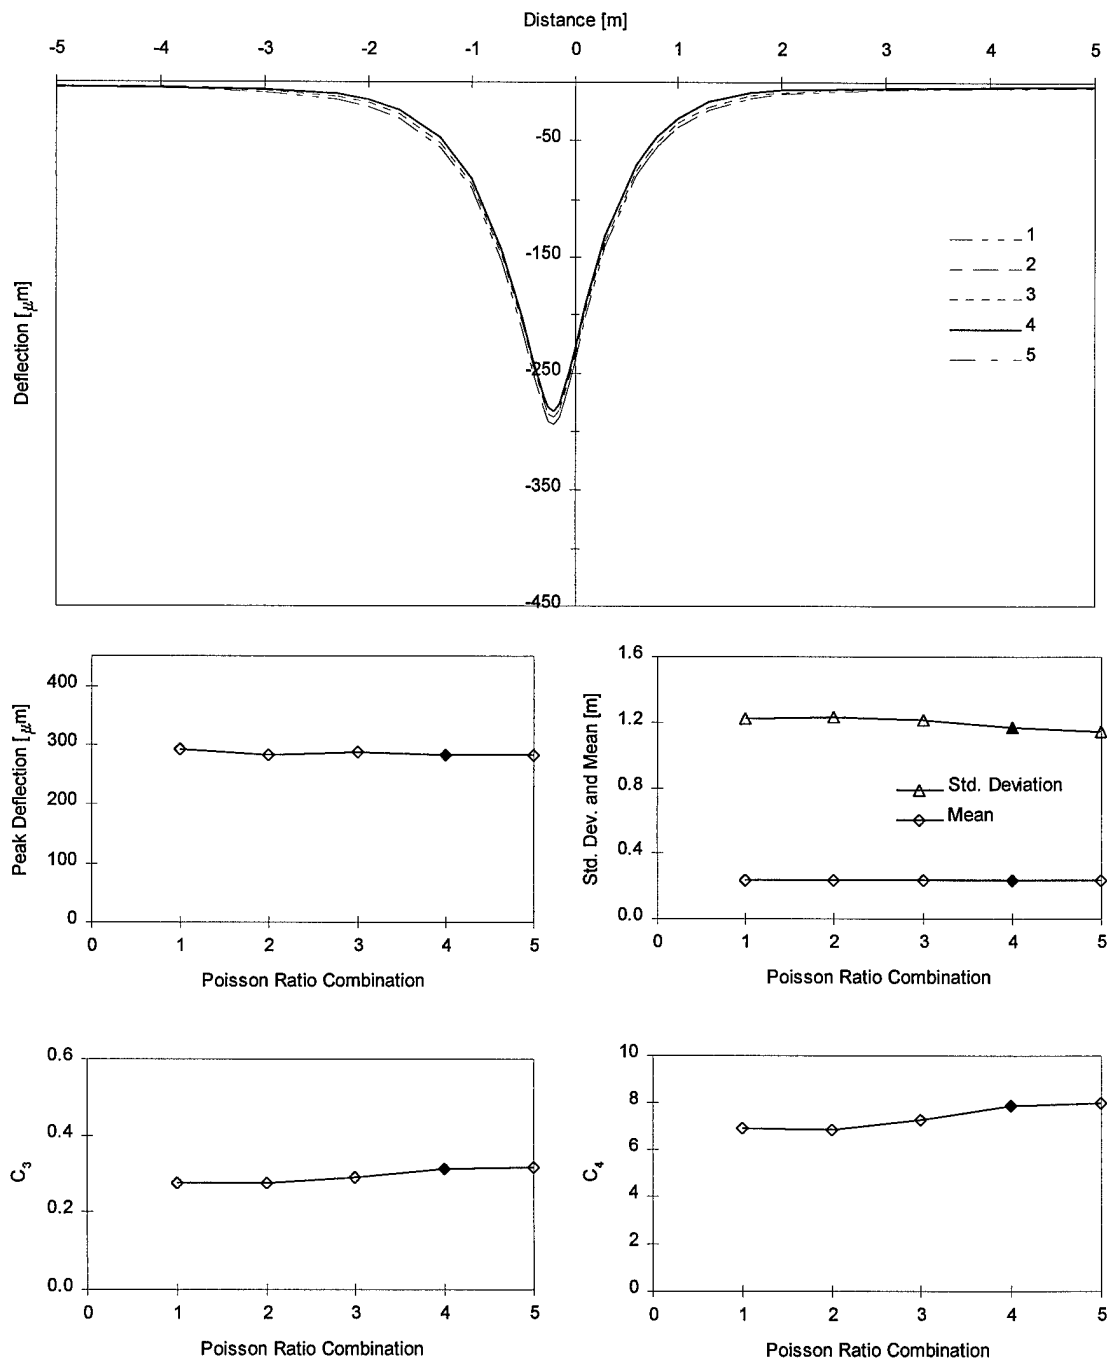 Distance [m]
-5 -4 -3 -2 -1 0 1 2 3 4 5
-50
-150
-250
-350
-450
Deflection [μm]
1
2
3
4
5
400
300
200
100
0
Peak Deflection [μm]
0 1 2 3 4 5
Poisson Ratio Combination
1.6
1.2
0.8
0.4
0.0
Std. Dev. and Mean [m]
Std. Deviation
Mean
0 1 2 3 4 5
Poisson Ratio Combination
0.6
0.4
0.2
0.0
C3
0 1 2 3 4 5
Poisson Ratio Combination
10
8
6
4
2
0
C4
0 1 2 3 4 5
Poisson Ratio Combination